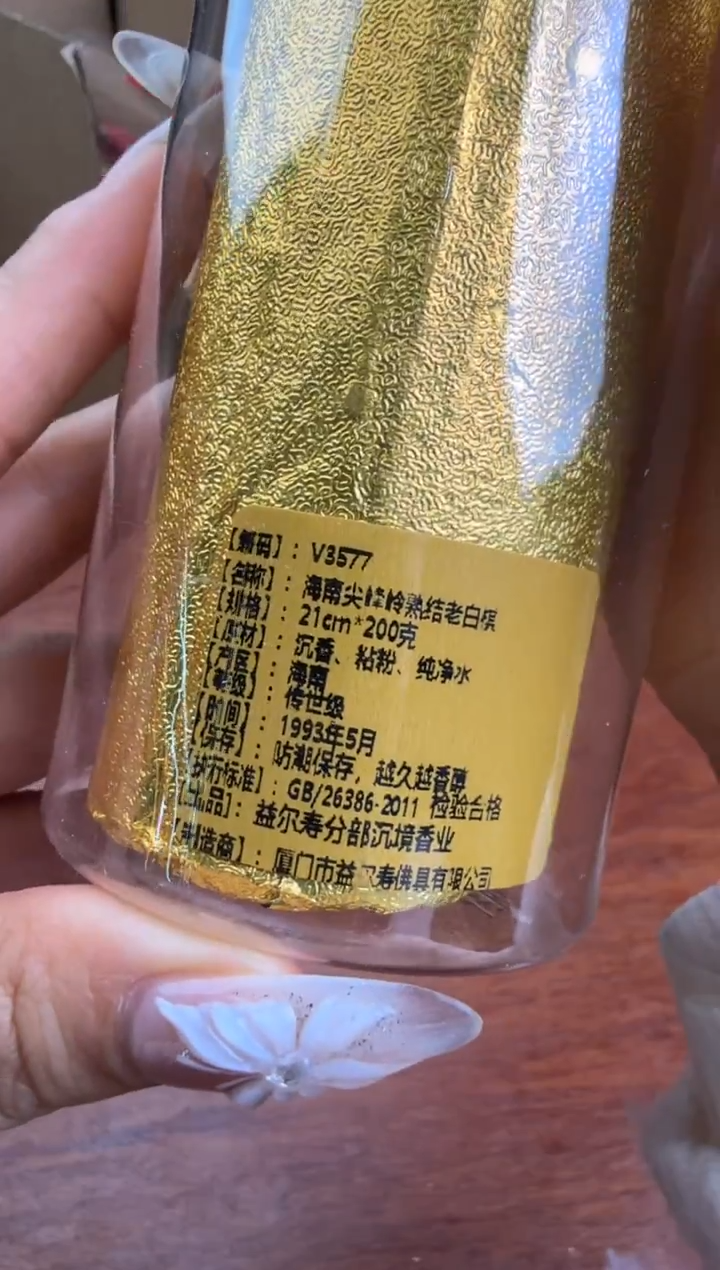 【编码】：V3577
【名称】：海南尖峰岭熟结老白棋
【规格】：21cm*200克
【原材】：沉香、粘粉、纯净水
【产区】：海南
【等级】：传世级
【时间】：1993年5月
【保存】：防潮保存，越久越香醇
【执行标准】：GB/26386-2011 检验合格
【出品】：益尔寿分部沉境香业
【制造商】：厦门市益尔寿佛具有限公司